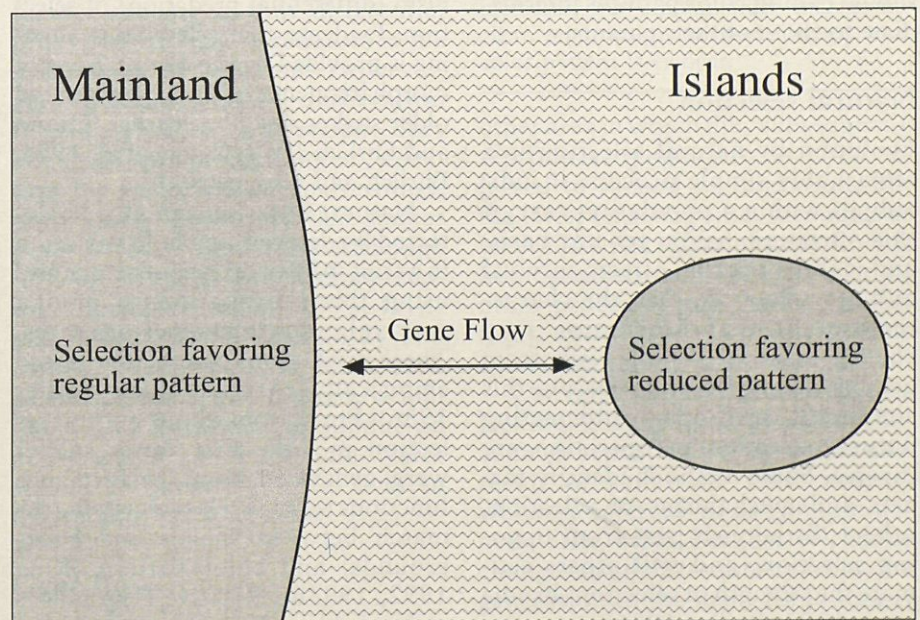 Mainland
Islands
Gene Flow
Selection favoring
regular pattern
Selection favoring
reduced pattern